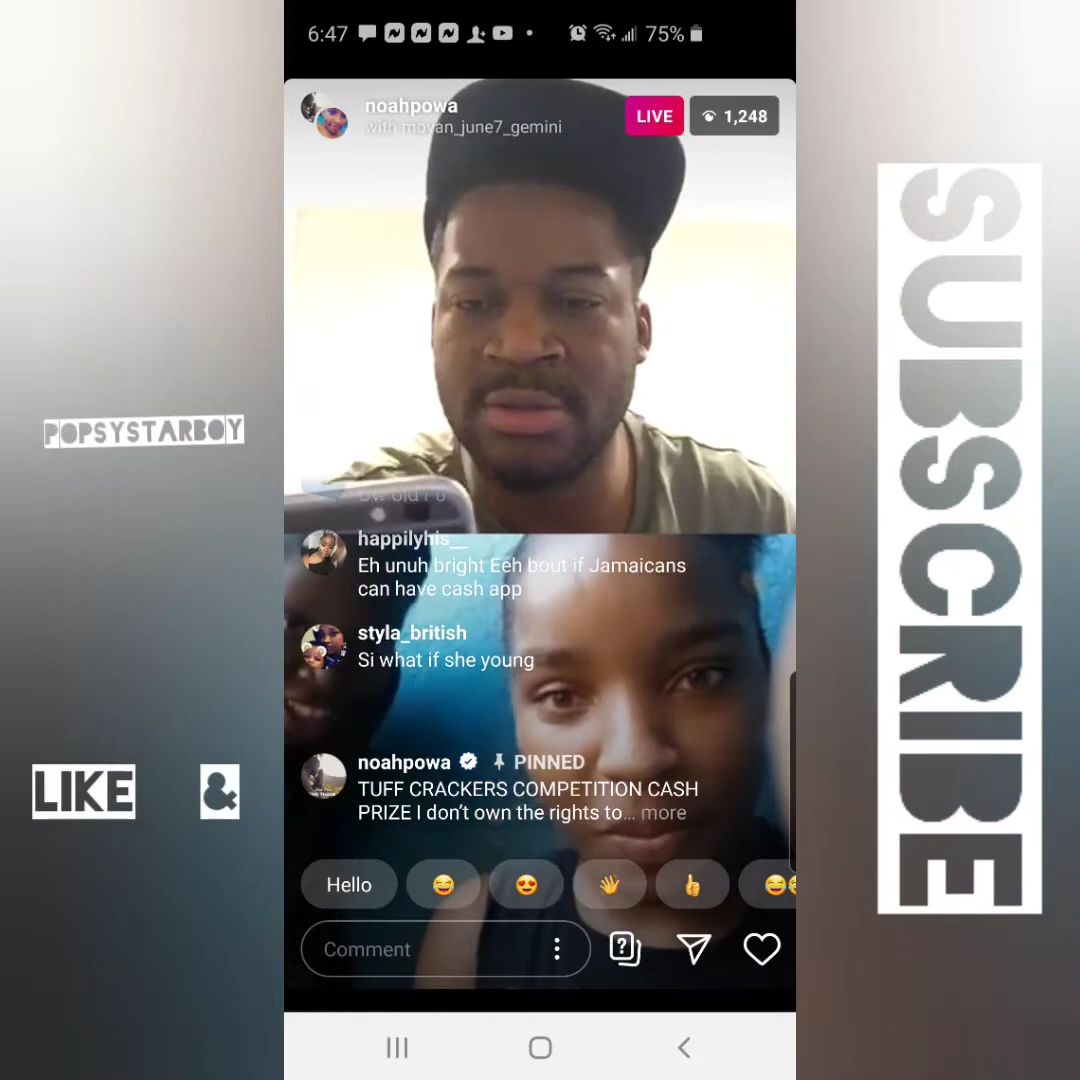 6:47
75%
noahpowa
with moyan_june7_gemini
LIVE
1,248
POPSYSTARBOY
LIKE &
SUBSCRIBE
happilyhis__
Eh unuh bright Eeh bout if Jamaicans
can have cash app
styla_british
Si what if she young
noahpowa PINNED
TUFF CRACKERS COMPETITION CASH
PRIZE I don't own the rights to... more
Hello
Comment